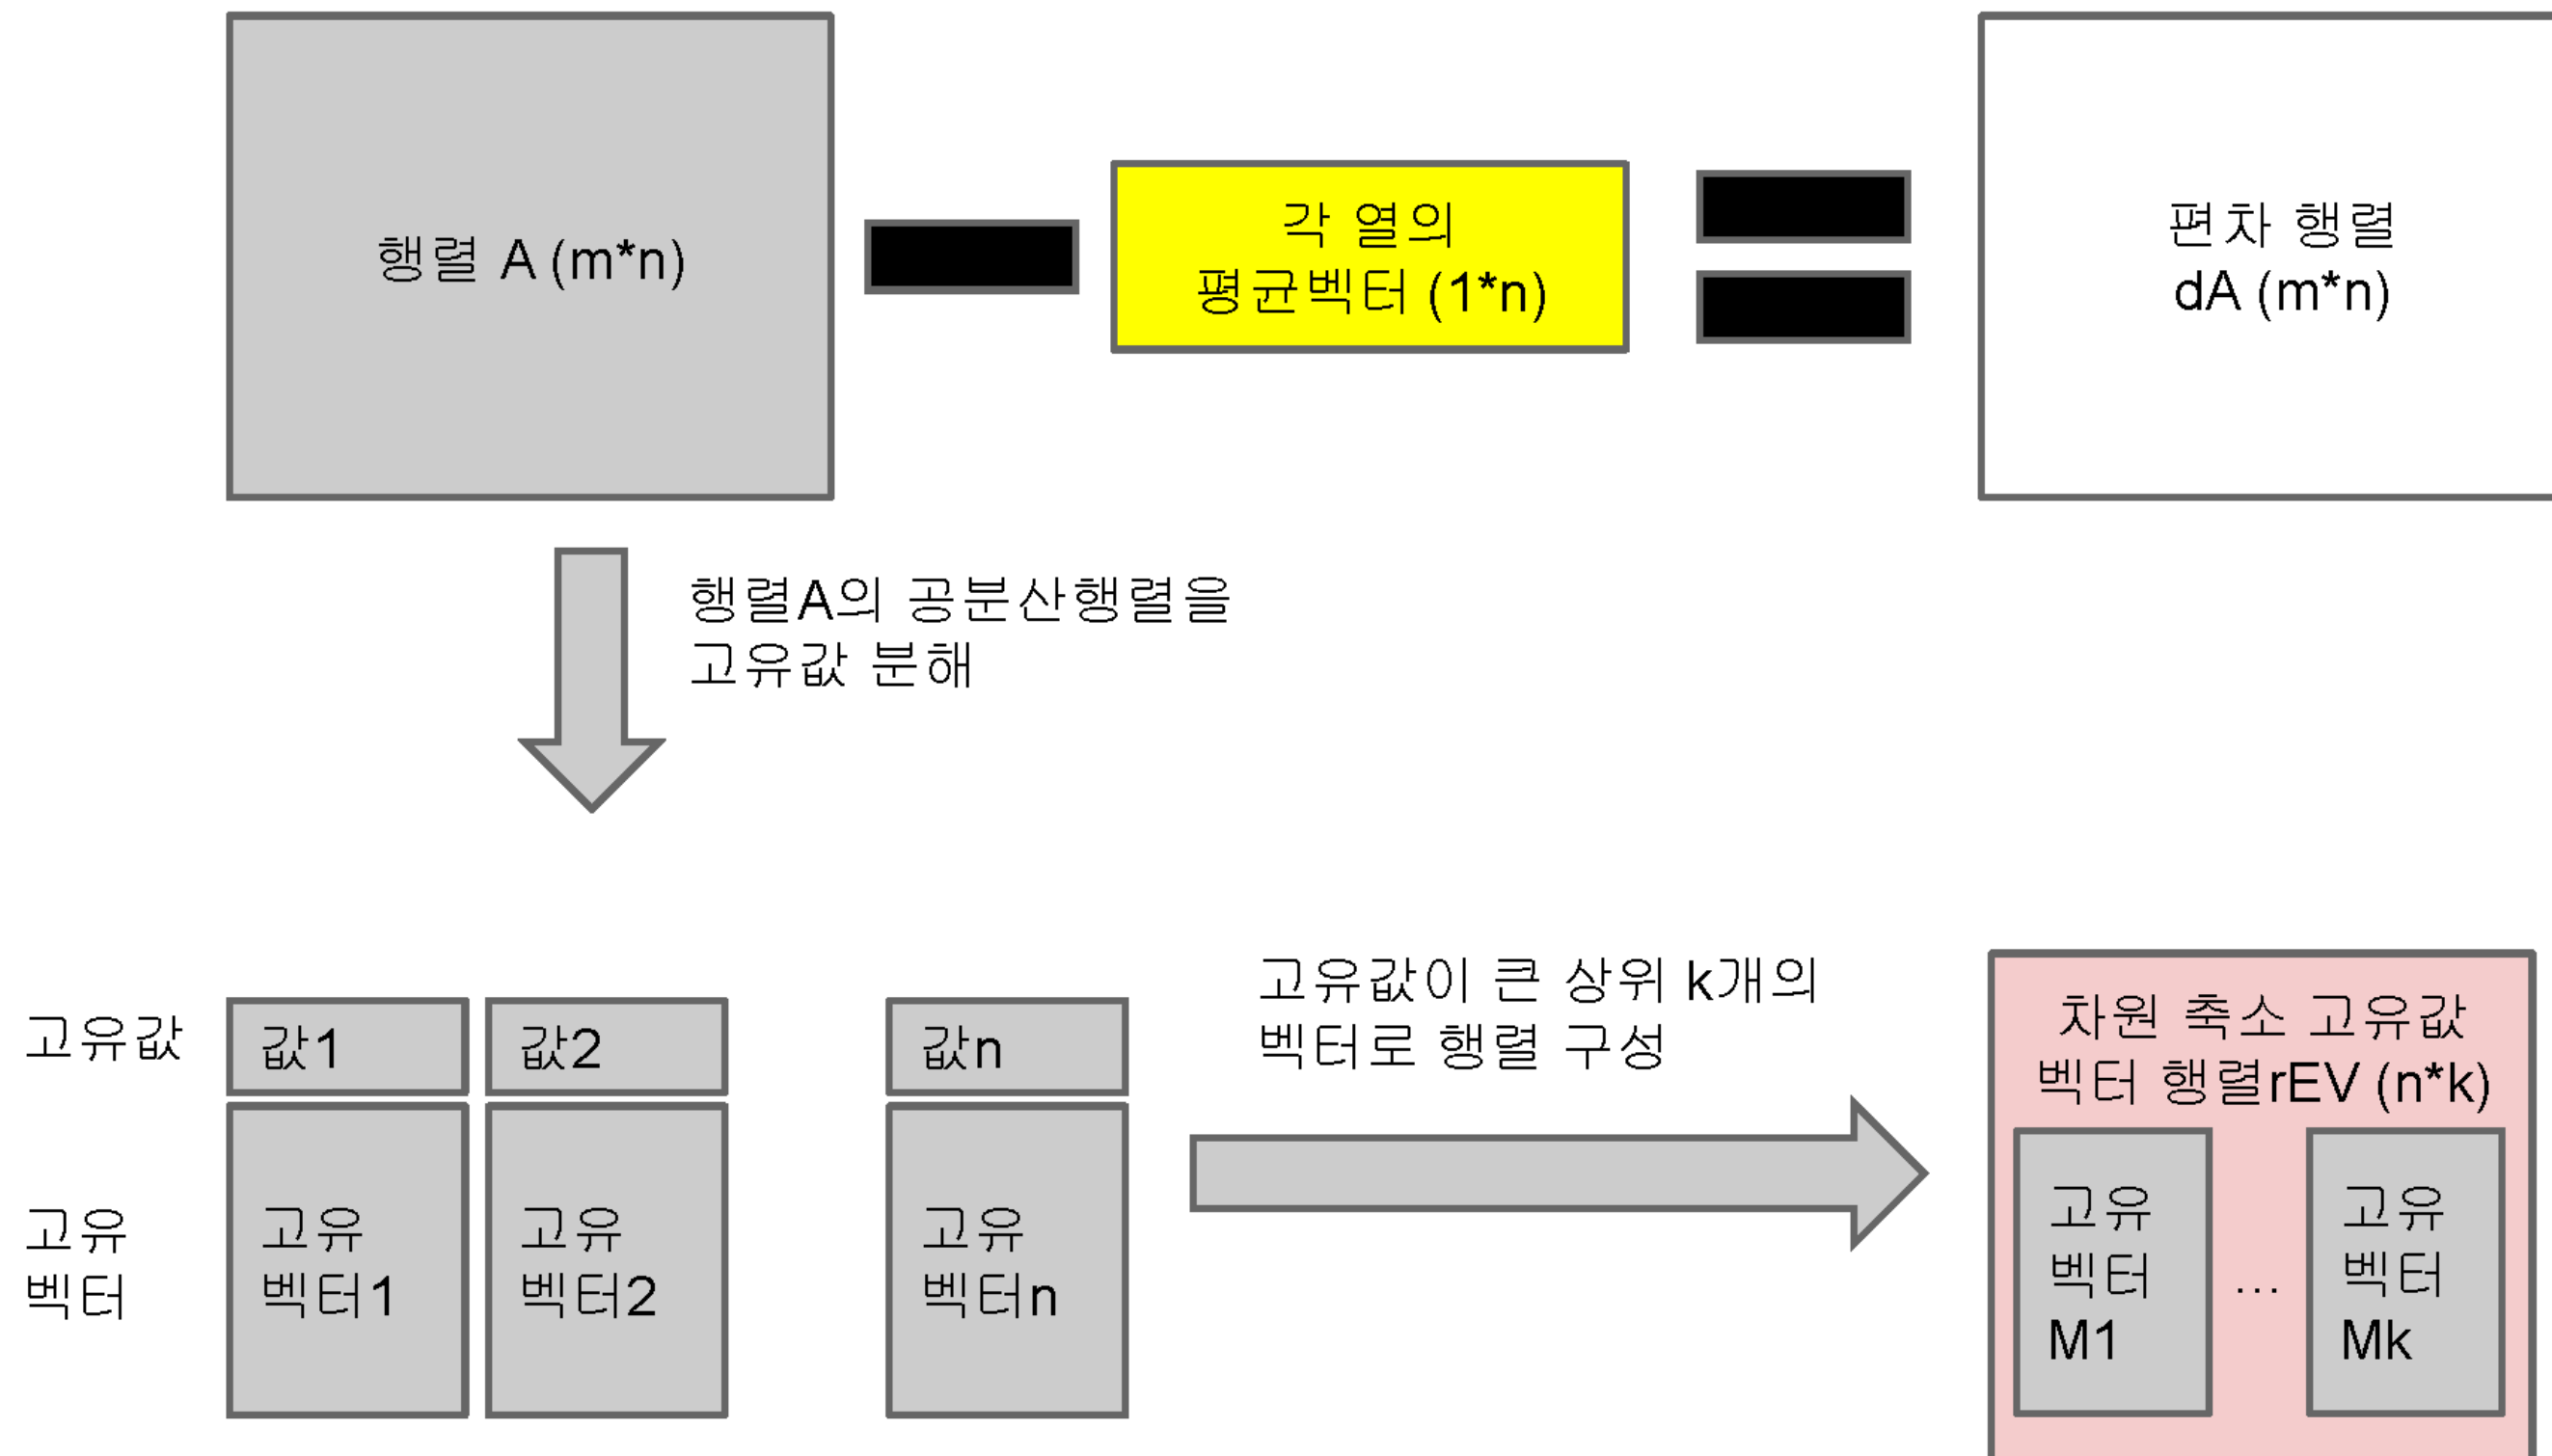 행렬 A (m*n)
각 열의
평균벡터 (1*n)
편차 행렬
dA (m*n)
행렬A의 공분산행렬을
고유값 분해
고유값
값1
값2
값n
고유
벡터
고유
벡터1
고유
벡터2
고유
벡터n
고유값이 큰 상위 k개의
벡터로 행렬 구성
차원 축소 고유값
벡터 행렬rEV (n*k)
고유
벡터
M1
...
고유
벡터
Mk